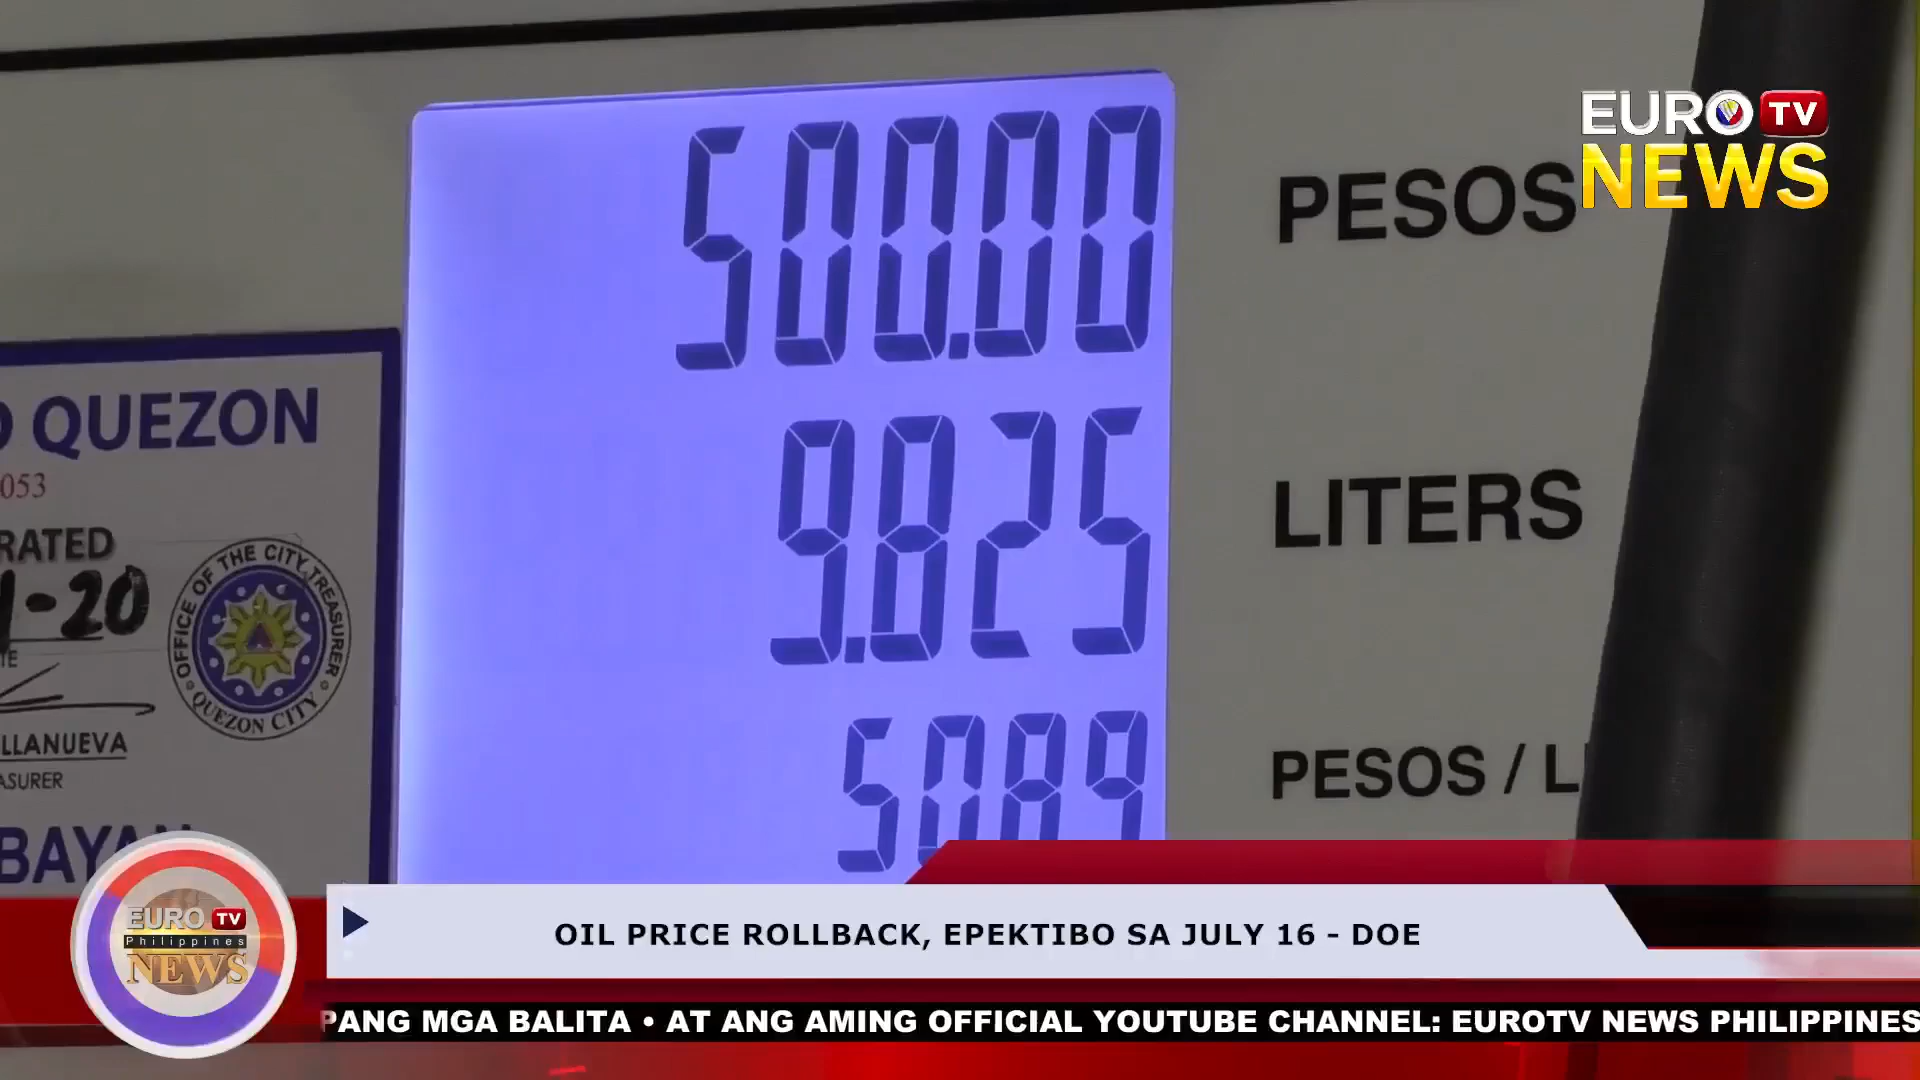 EURO TV
NEWS
500.00
PESOS
9.825
LITERS
5089
PESOS / L
QUEZON
053
RATED
-20
OFFICE OF THE CITY TREASURER
QUEZON CITY
LLANUEVA
ASURER
BAYAN
EURO TV
Philippines
NEWS
OIL PRICE ROLLBACK, EPEKTIBO SA JULY 16 - DOE
PANG MGA BALITA • AT ANG AMING OFFICIAL YOUTUBE CHANNEL: EUROTV NEWS PHILIPPINES